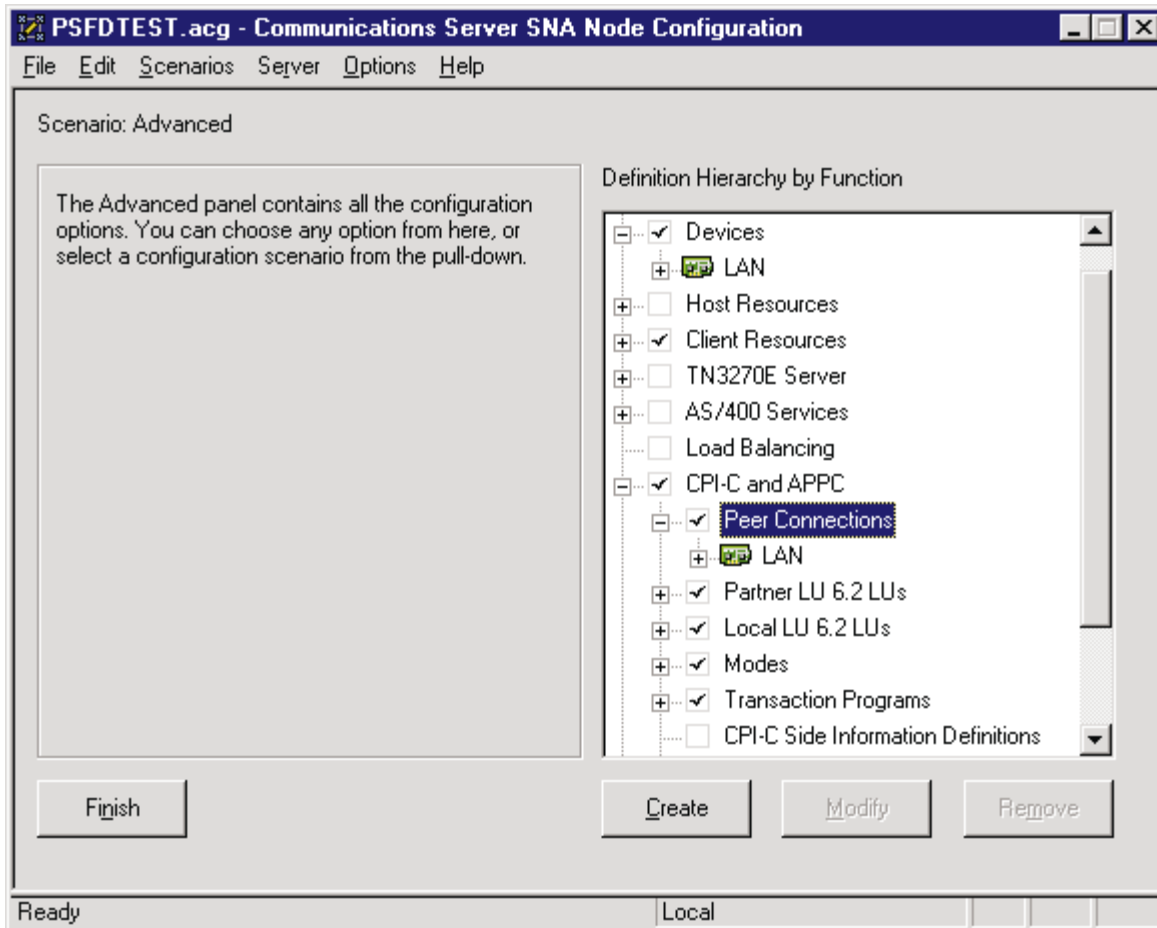 PSFDTEST.acg - Communications Server SNA Node Configuration
File Edit Scenarios Server Options Help
Scenario: Advanced
The Advanced panel contains all the configuration
options. You can choose any option from here, or
select a configuration scenario from the pull-down.
Definition Hierarchy by Function
Devices
LAN
Host Resources
Client Resources
TN3270E Server
AS/400 Services
Load Balancing
CPI-C and APPC
Peer Connections
LAN
Partner LU 6.2 LUs
Local LU 6.2 LUs
Modes
Transaction Programs
CPI-C Side Information Definitions
Finish
Create
Modify
Remove
Ready
Local